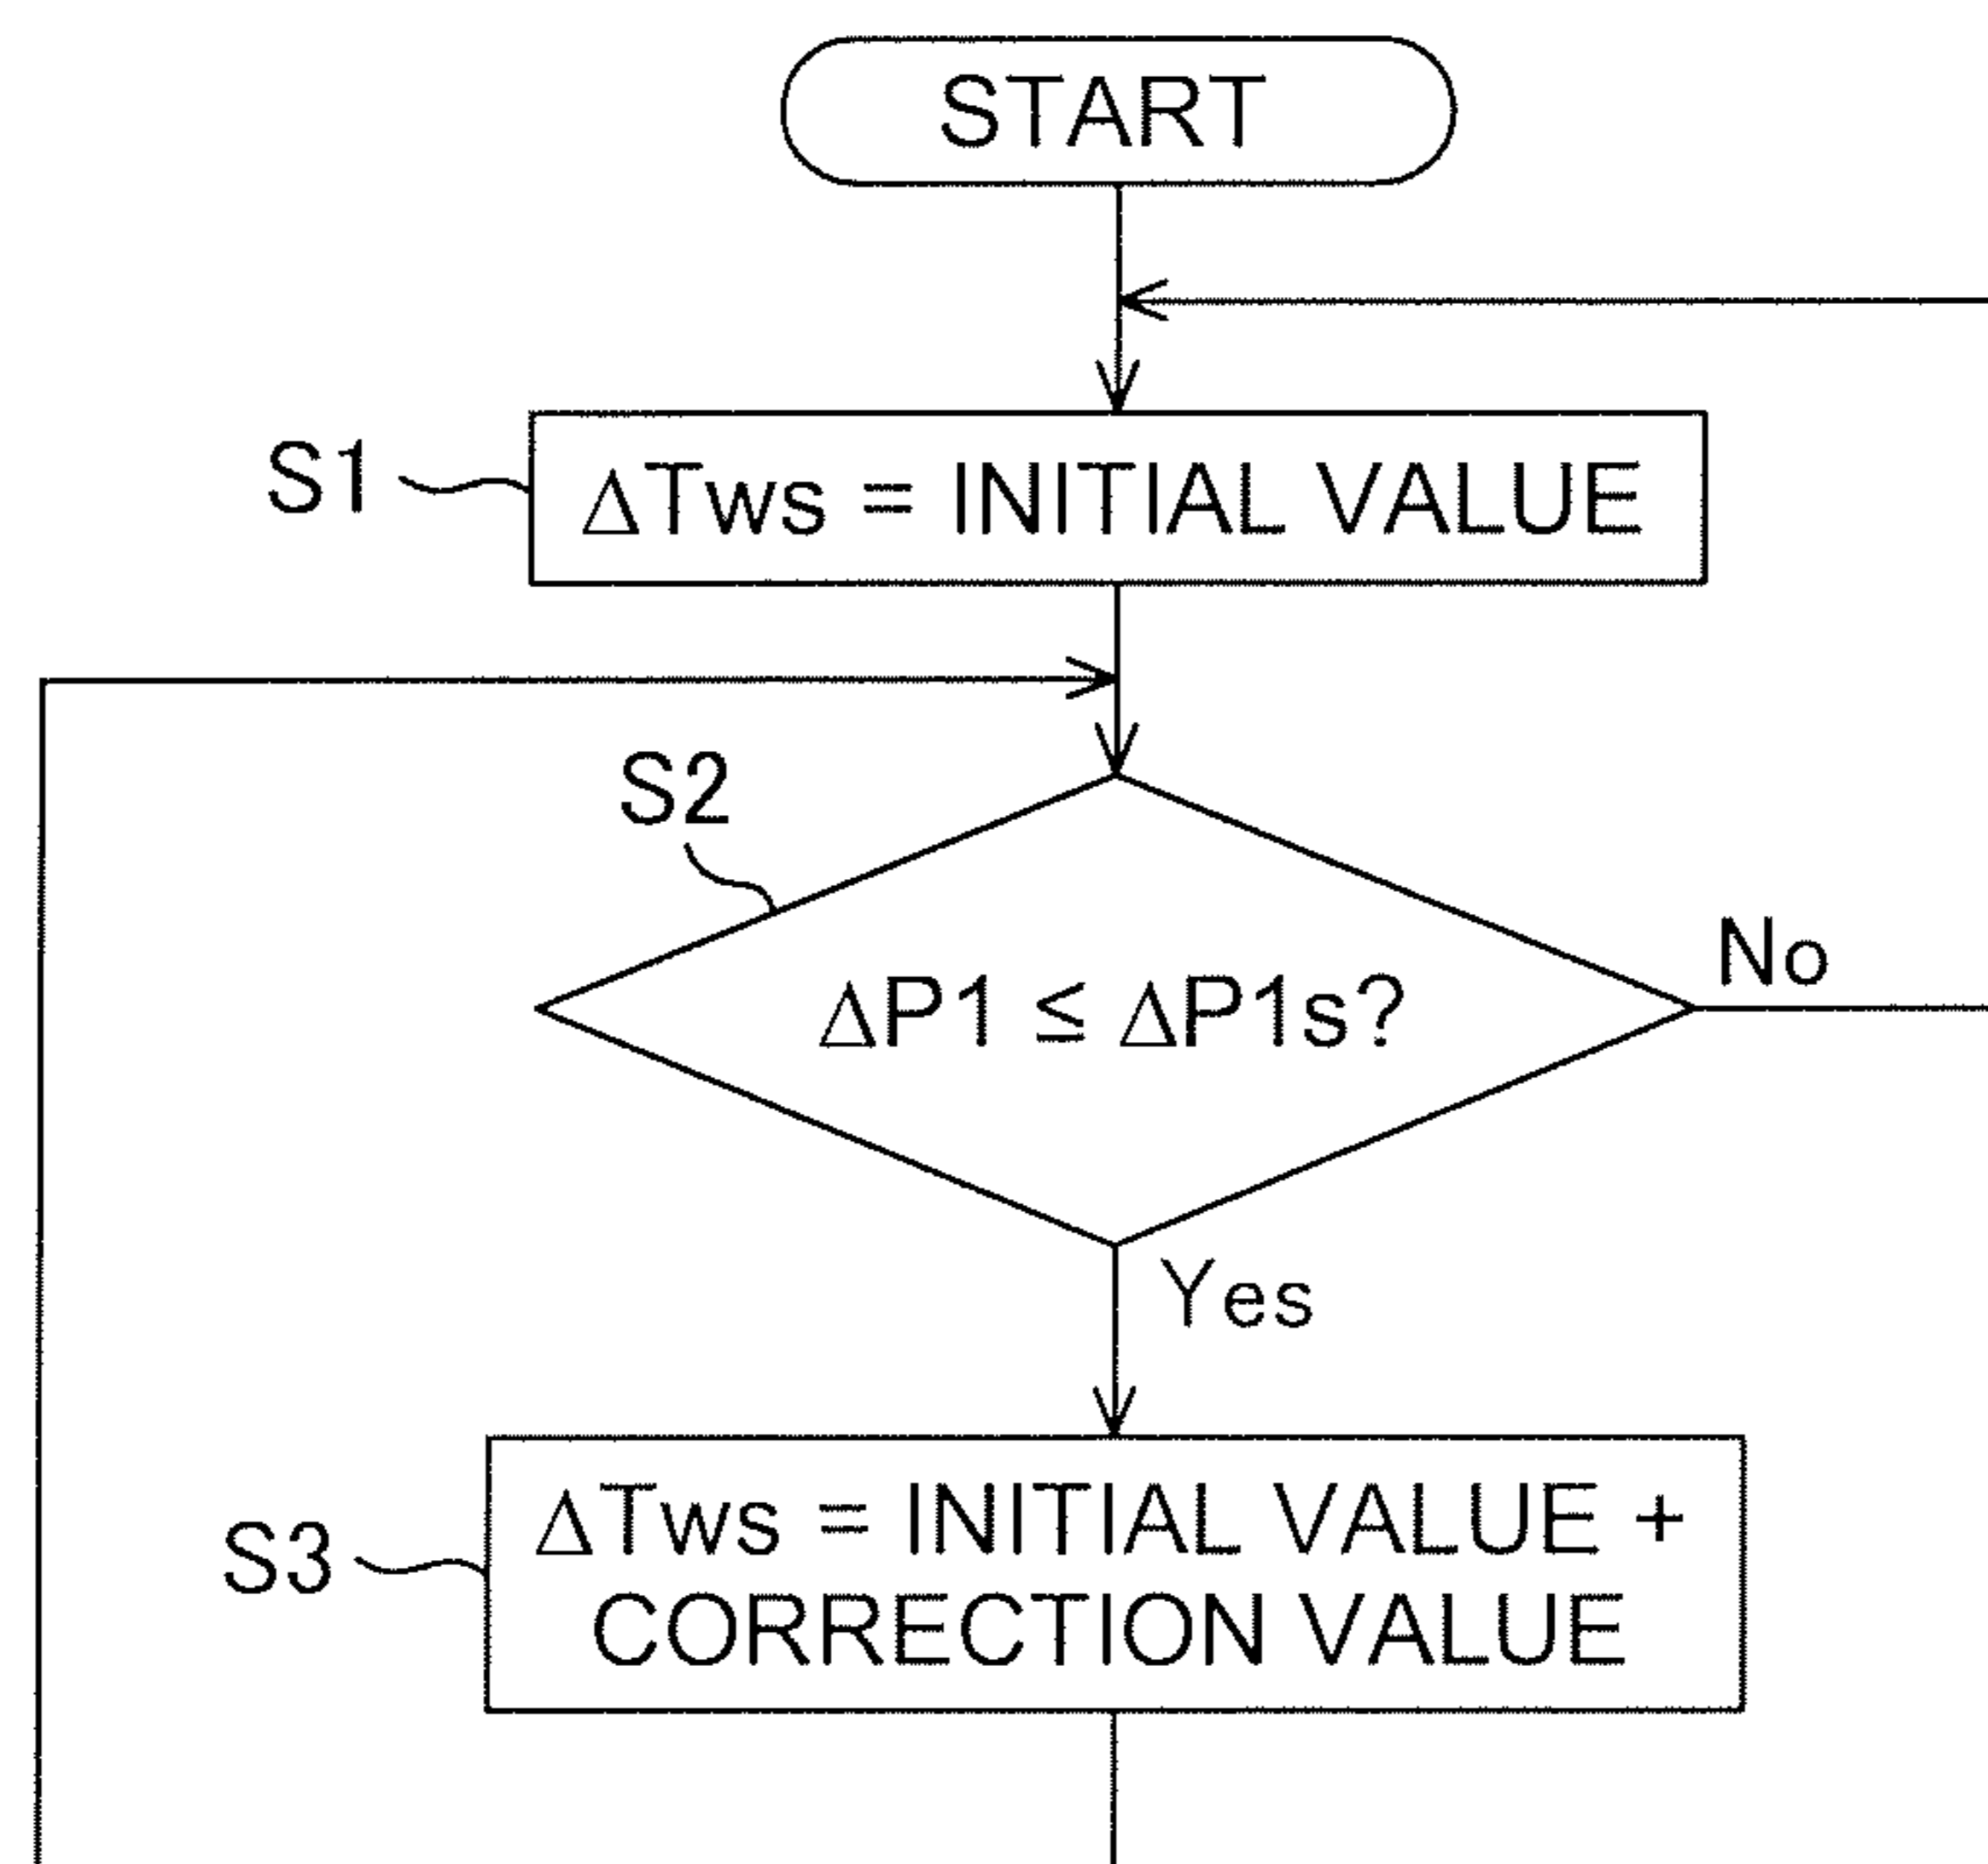 START
S1
ΔTws = INITIAL VALUE
S2
ΔP1 ≤ ΔP1s?
No
Yes
S3
ΔTws = INITIAL VALUE +
CORRECTION VALUE